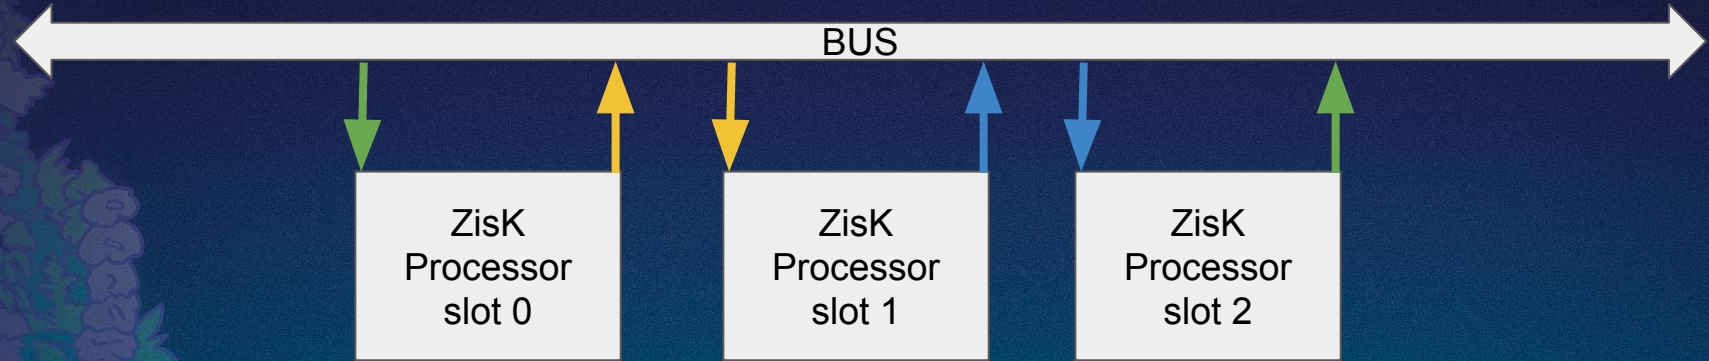 BUS
ZisK
Processor
slot 0
ZisK
Processor
slot 1
ZisK
Processor
slot 2